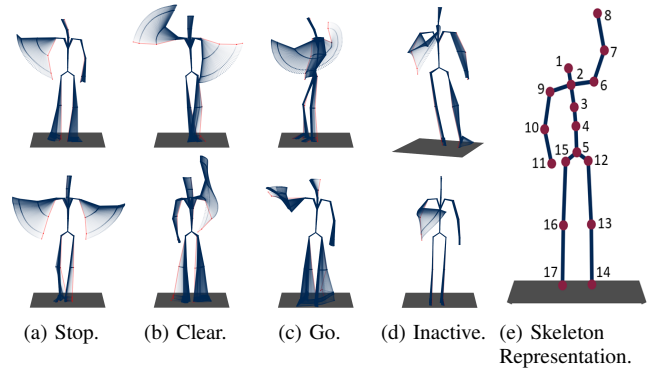 8
7
1
2
6
9
3
10
4
15
5
12
11
16
13
17
14
(a) Stop.
(b) Clear.
(c) Go.
(d) Inactive.
(e) Skeleton
Representation.